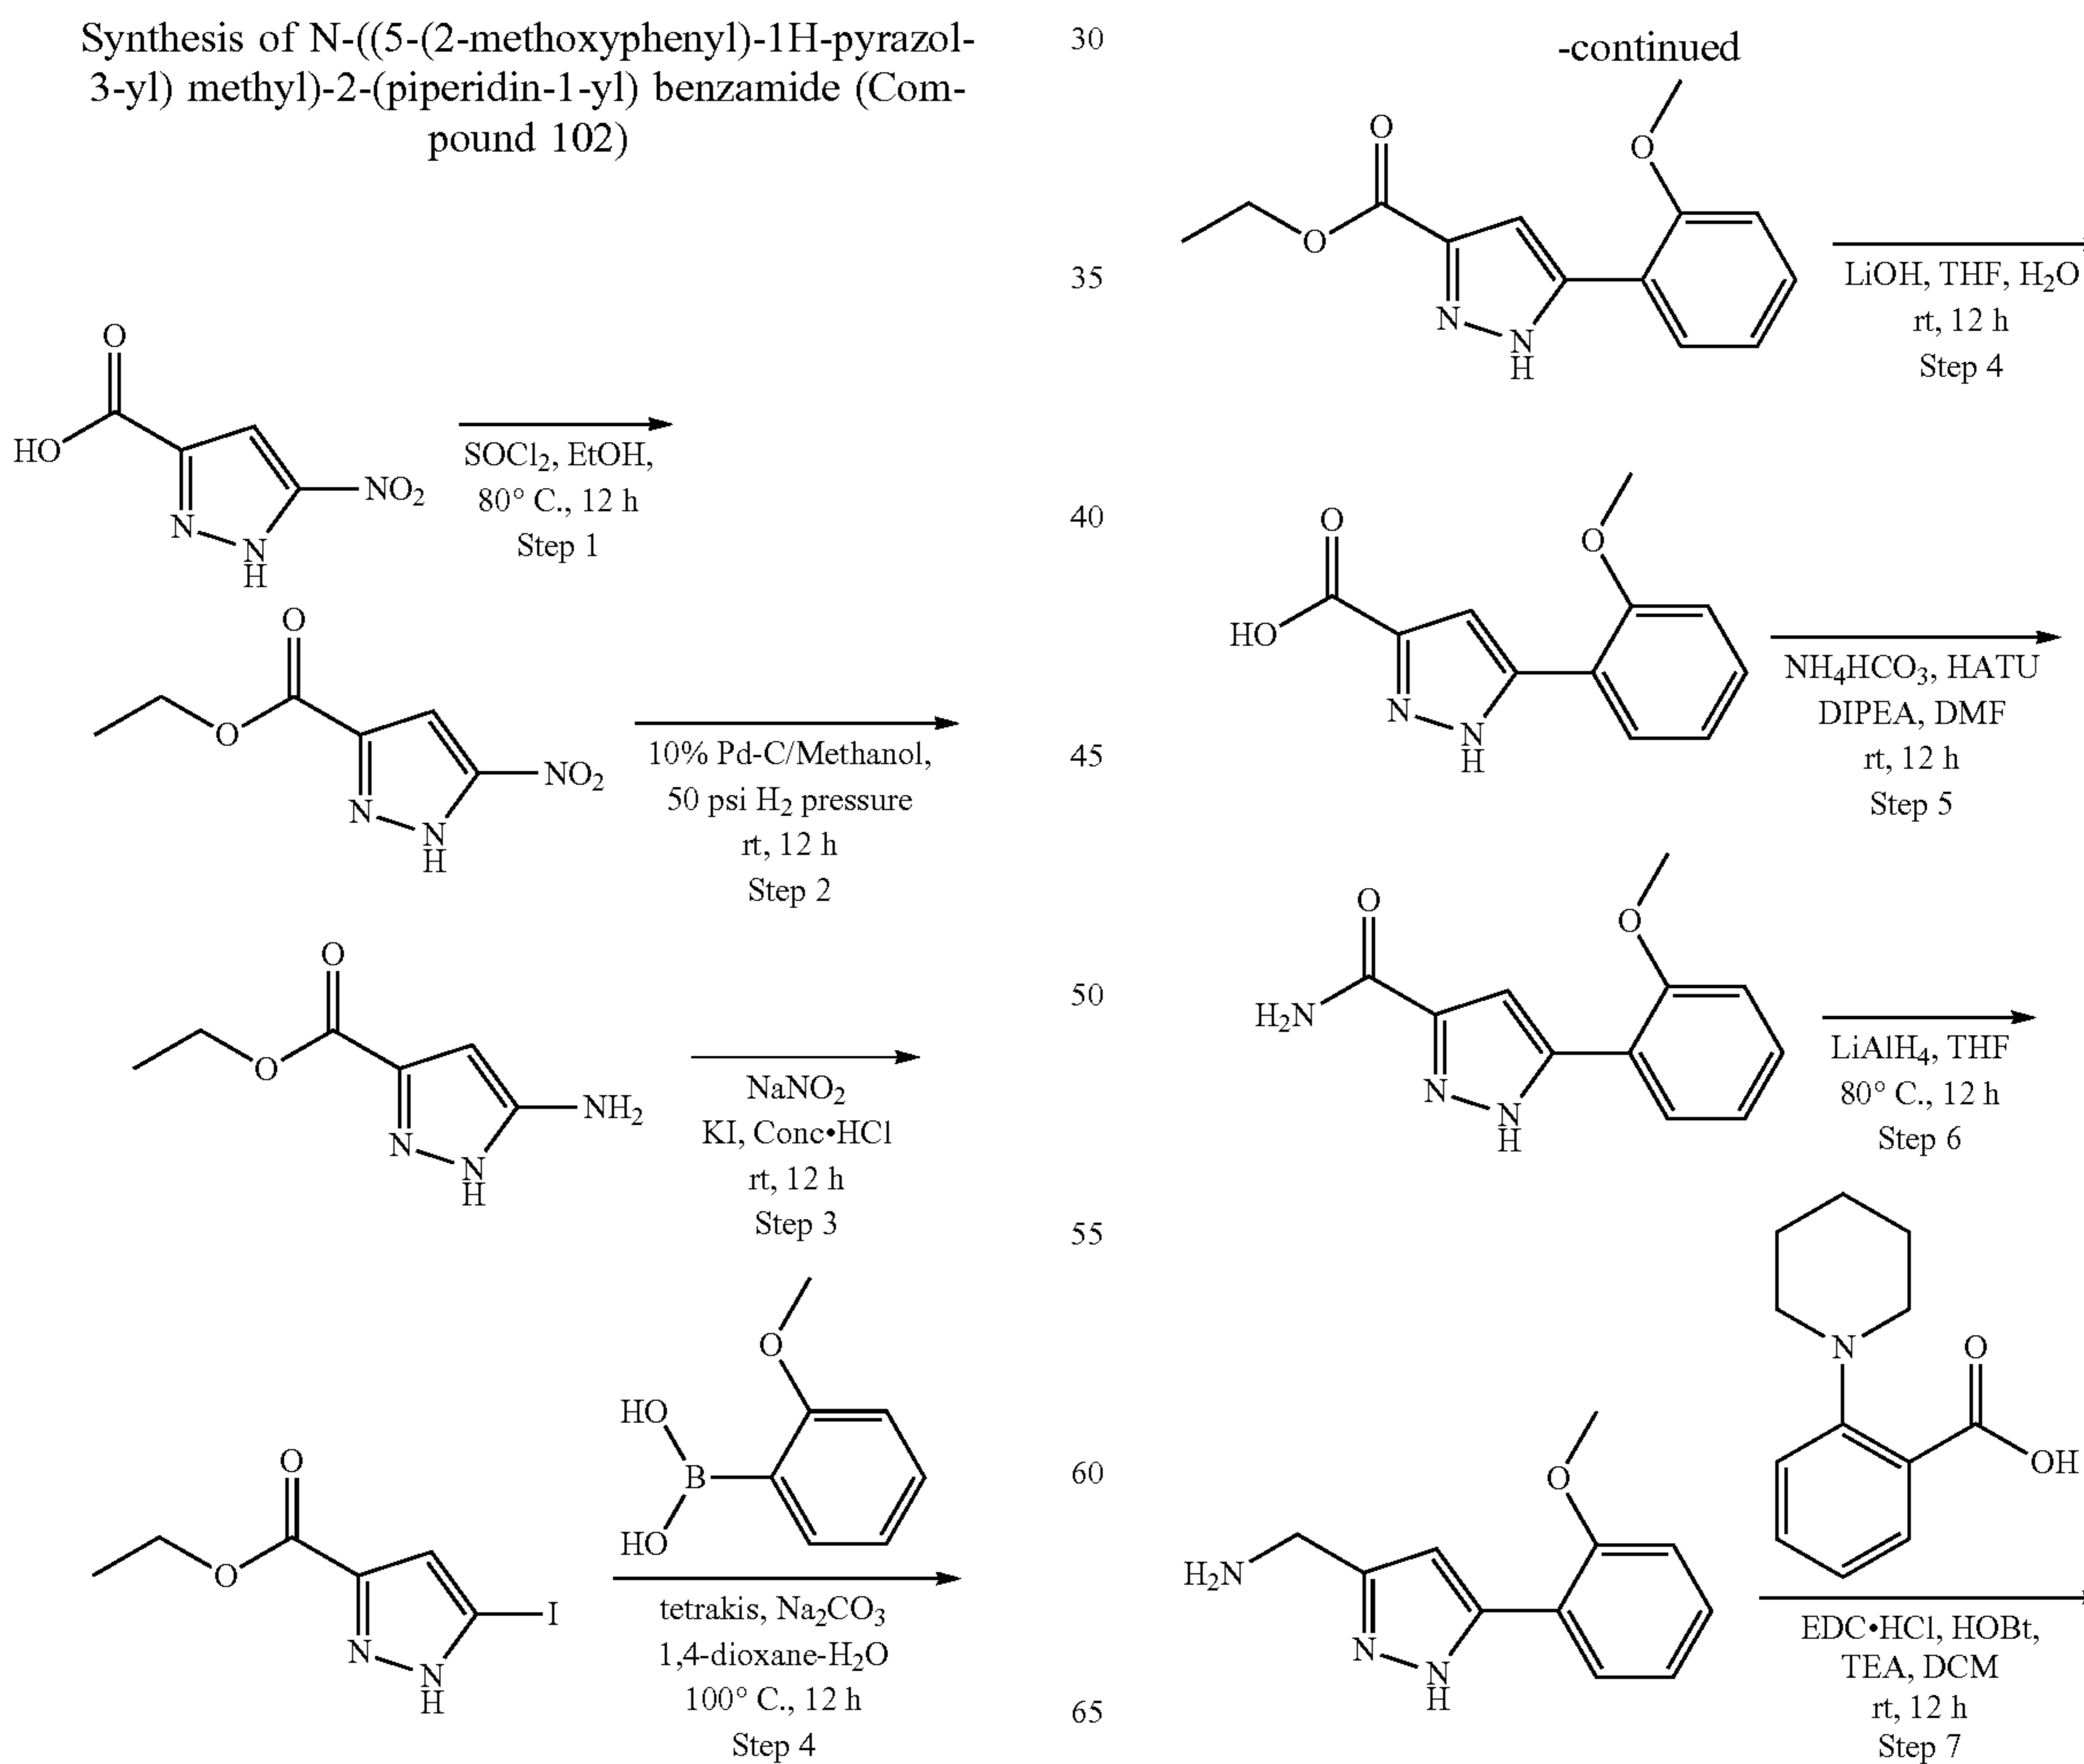 Synthesis of N-((5-(2-methoxyphenyl)-1H-pyrazol-
3-yl) methyl)-2-(piperidin-1-yl) benzamide (Com-
pound 102)
O
HO
N
N
H
NO2
SOCl2, EtOH,
80° C., 12 h
Step 1
O
O
N
N
H
NO2
10% Pd-C/Methanol,
50 psi H2 pressure
rt, 12 h
Step 2
O
O
N
N
H
NH2
NaNO2
KI, Conc•HCl
rt, 12 h
Step 3
O
O
N
N
H
I
O
HO
B
HO
tetrakis, Na2CO3
1,4-dioxane-H2O
100° C., 12 h
Step 4
30
35
40
45
50
55
60
65
-continued
O
O
O
N
N
H
LiOH, THF, H2O
rt, 12 h
Step 4
O
O
HO
N
N
H
NH4HCO3, HATU
DIPEA, DMF
rt, 12 h
Step 5
O
O
H2N
N
N
H
LiAlH4, THF
80° C., 12 h
Step 6
O
H2N
N
N
H
N
O
OH
EDC•HCl, HOBt,
TEA, DCM
rt, 12 h
Step 7